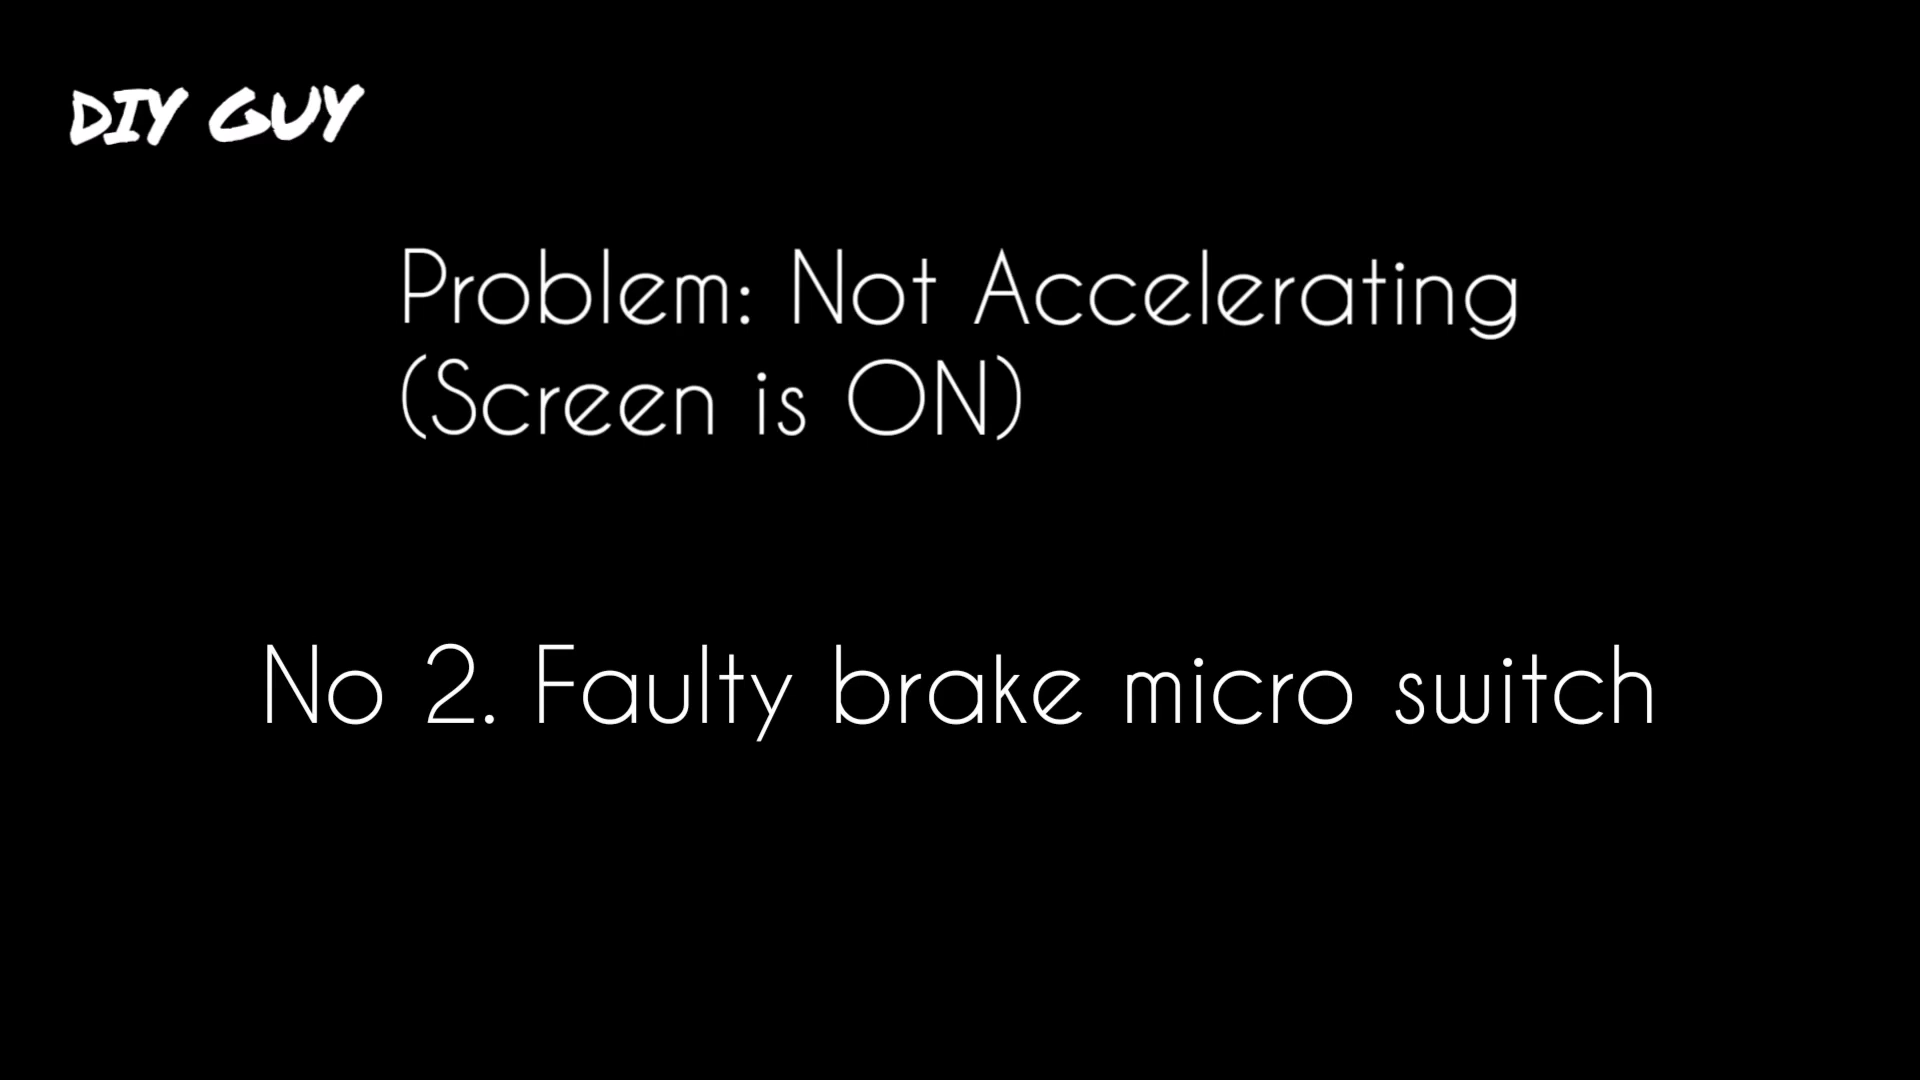 DIY GUY
Problem: Not Accelerating
(Screen is ON)
No 2. Faulty brake micro switch